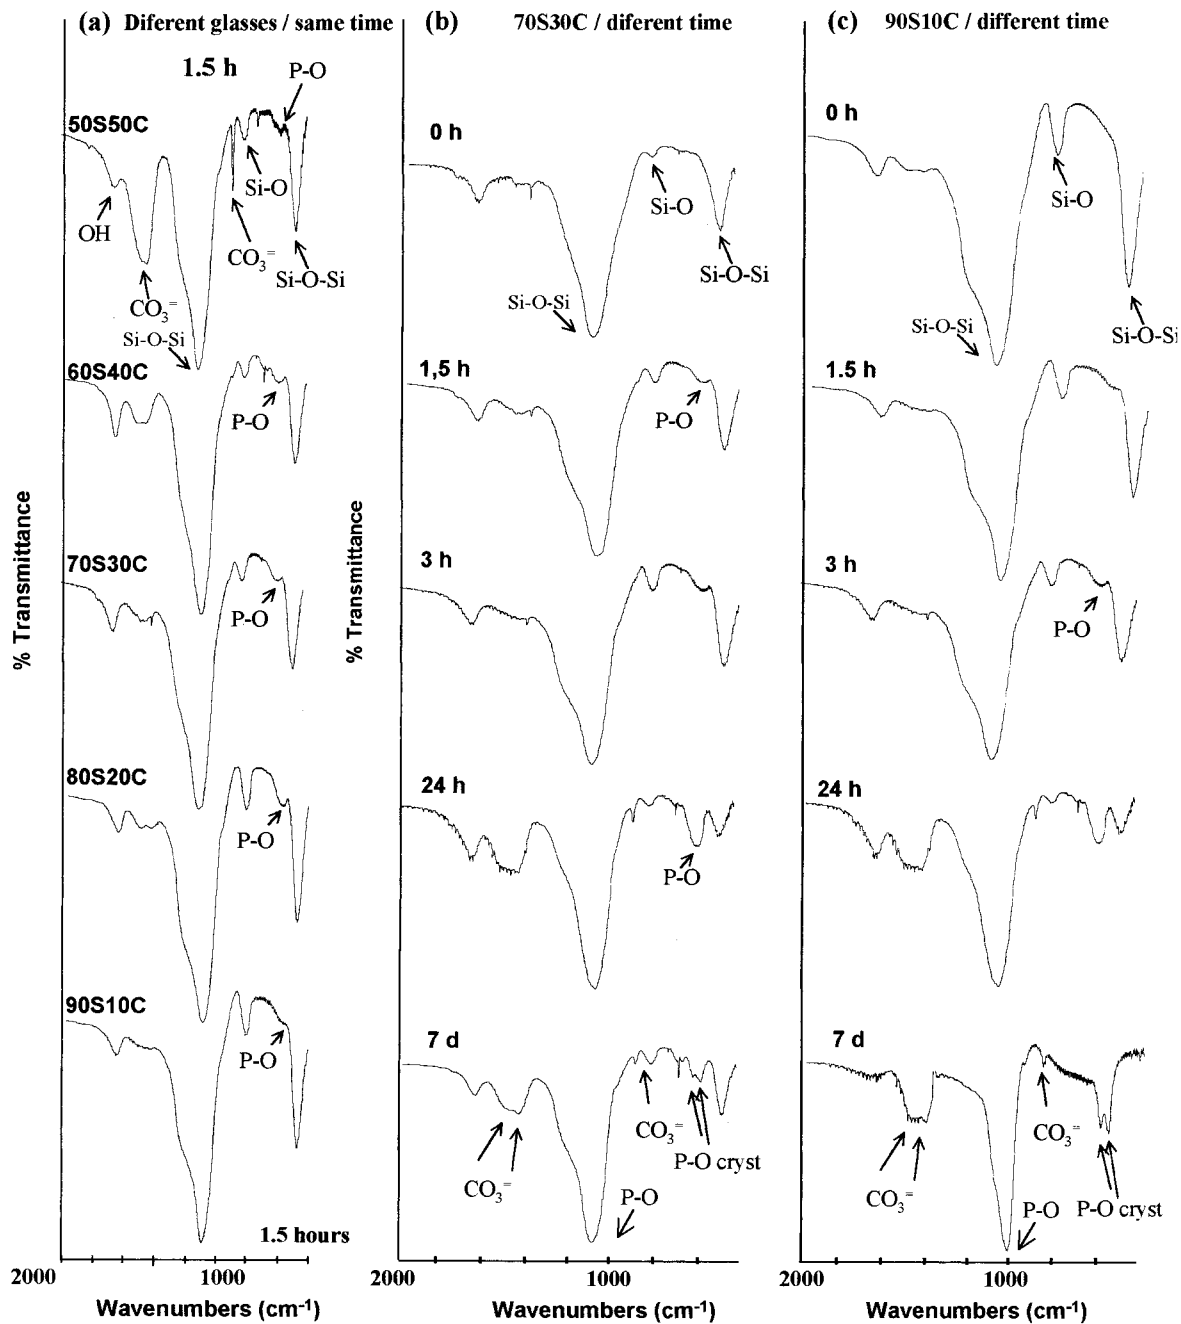 (a) Diferent glasses / same time
1.5 h
P-O
50S50C
Si-O
OH
CO3=
Si-O-Si
CO3=
Si-O-Si
60S40C
P-O
70S30C
P-O
80S20C
P-O
90S10C
P-O
1.5 hours
% Transmittance
2000 1000
Wavenumbers (cm-1)
(b) 70S30C / diferent time
0 h
Si-O
Si-O-Si
Si-O-Si
1,5 h
P-O
3 h
24 h
P-O
7 d
CO3=
P-O cryst
CO3=
P-O
% Transmittance
2000 1000
Wavenumbers (cm-1)
(c) 90S10C / different time
0 h
Si-O
Si-O-Si
Si-O-Si
1.5 h
3 h
P-O
24 h
7 d
CO3=
CO3=
P-O cryst
P-O
2000 1000
Wavenumbers (cm-1)